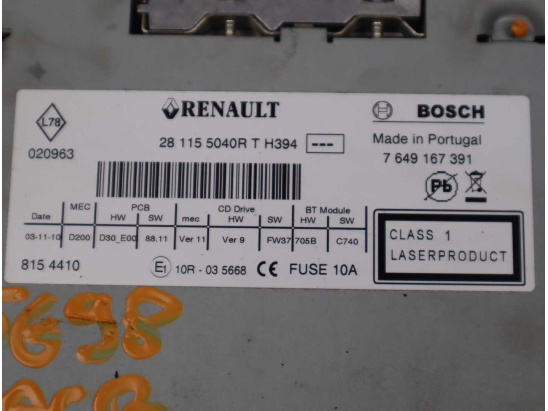 L78
RENAULT
BOSCH
28 115 5040R T H394 ---
Made in Portugal
020963
7 649 167 391
Pb
MEC PCB CD Drive BT Module
Date HW SW mec HW SW HW SW
03-11-10 D200 D30_E00 88.11 Ver 11 Ver 9 FW37 705B C740
CLASS 1
LASERPRODUCT
815 4410 E1 10R - 03 5668 CE FUSE 10A